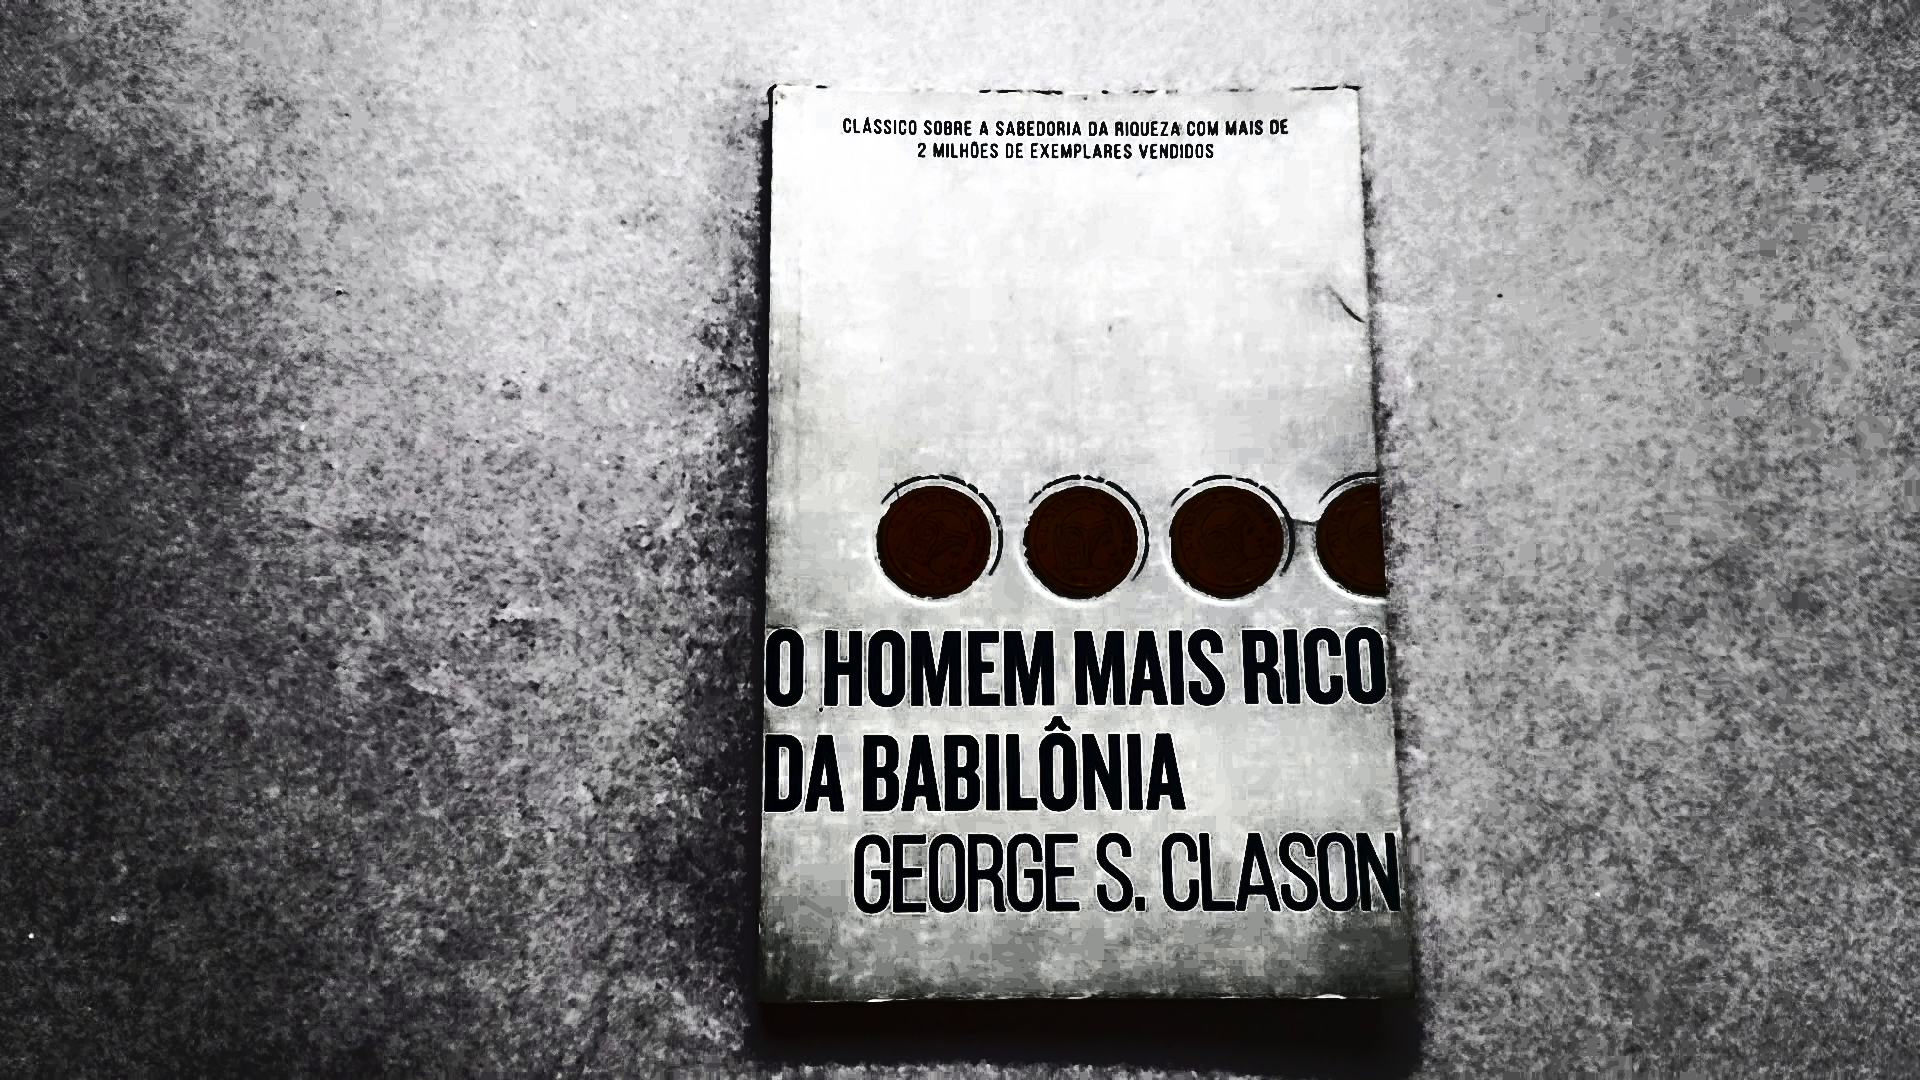 CLÁSSICO SOBRE A SABEDORIA DA RIQUEZA COM MAIS DE
2 MILHÕES DE EXEMPLARES VENDIDOS
O HOMEM MAIS RICO
DA BABILÔNIA
GEORGE S. CLASON